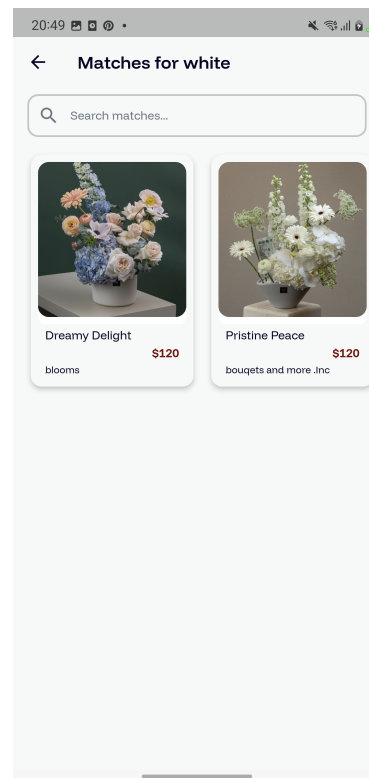 20:49
Matches for white
Search matches...
Dreamy Delight
$120
blooms
Pristine Peace
$120
bouqets and more .Inc